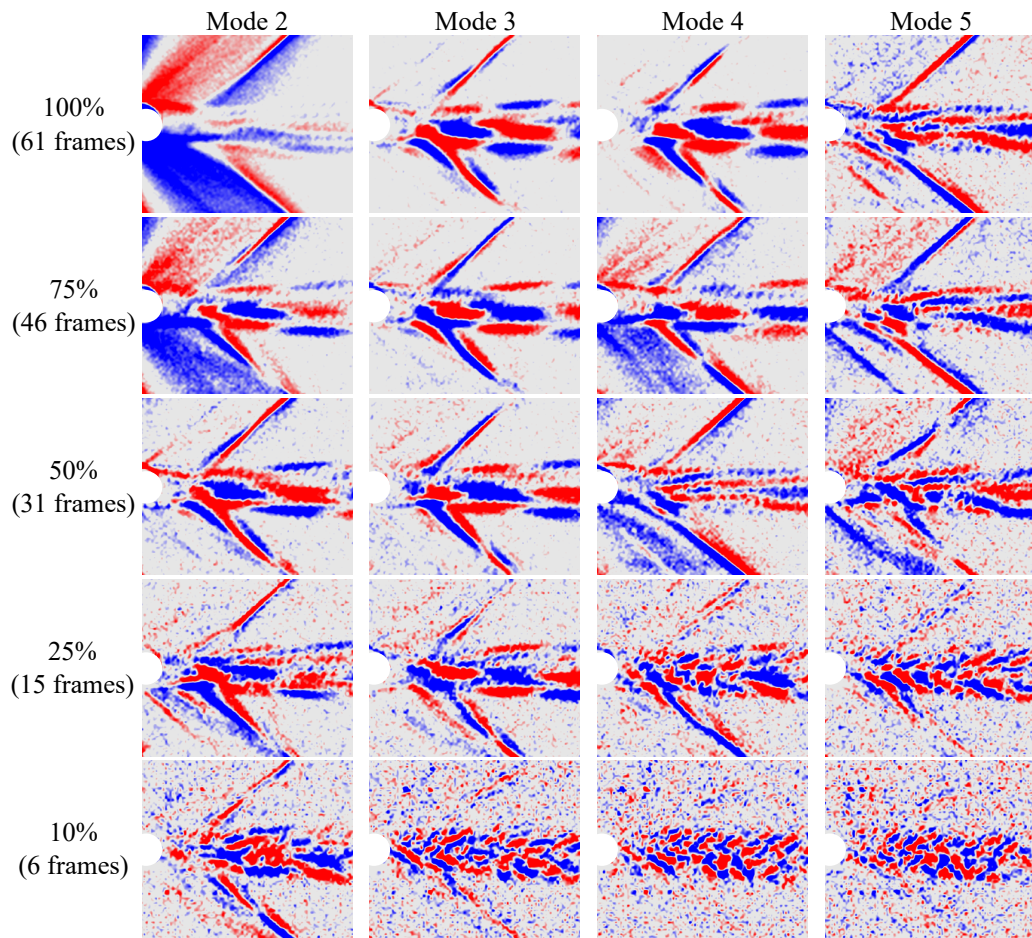 Mode 2 Mode 3 Mode 4 Mode 5
100%
(61 frames)
75%
(46 frames)
50%
(31 frames)
25%
(15 frames)
10%
(6 frames)